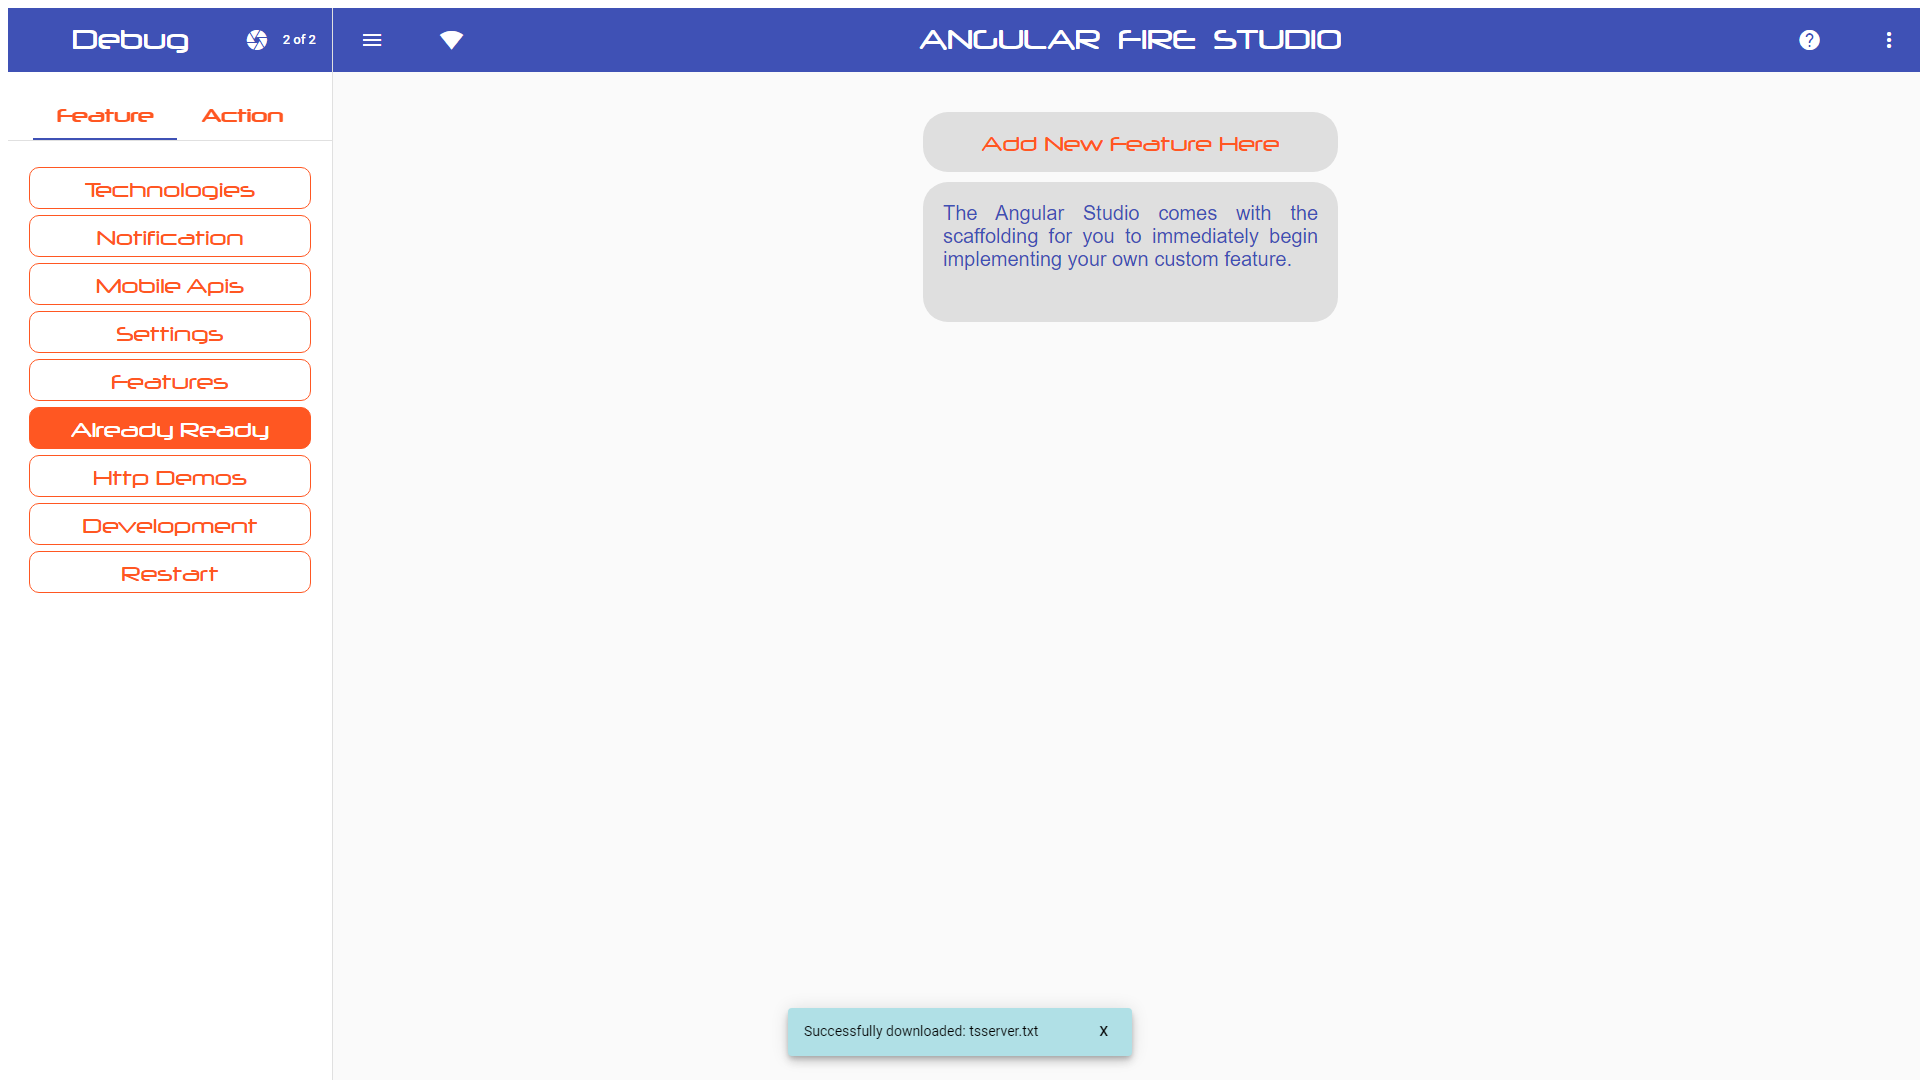 Debug
2 of 2
ANGULAR FIRE STUDIO
?
Feature
Action
Technologies
Notification
Mobile Apis
Settings
Features
Already Ready
Http Demos
Development
Restart
Add New Feature Here
The Angular Studio comes with the
scaffolding for you to immediately begin
implementing your own custom feature.
Successfully downloaded: tsserver.txt
X